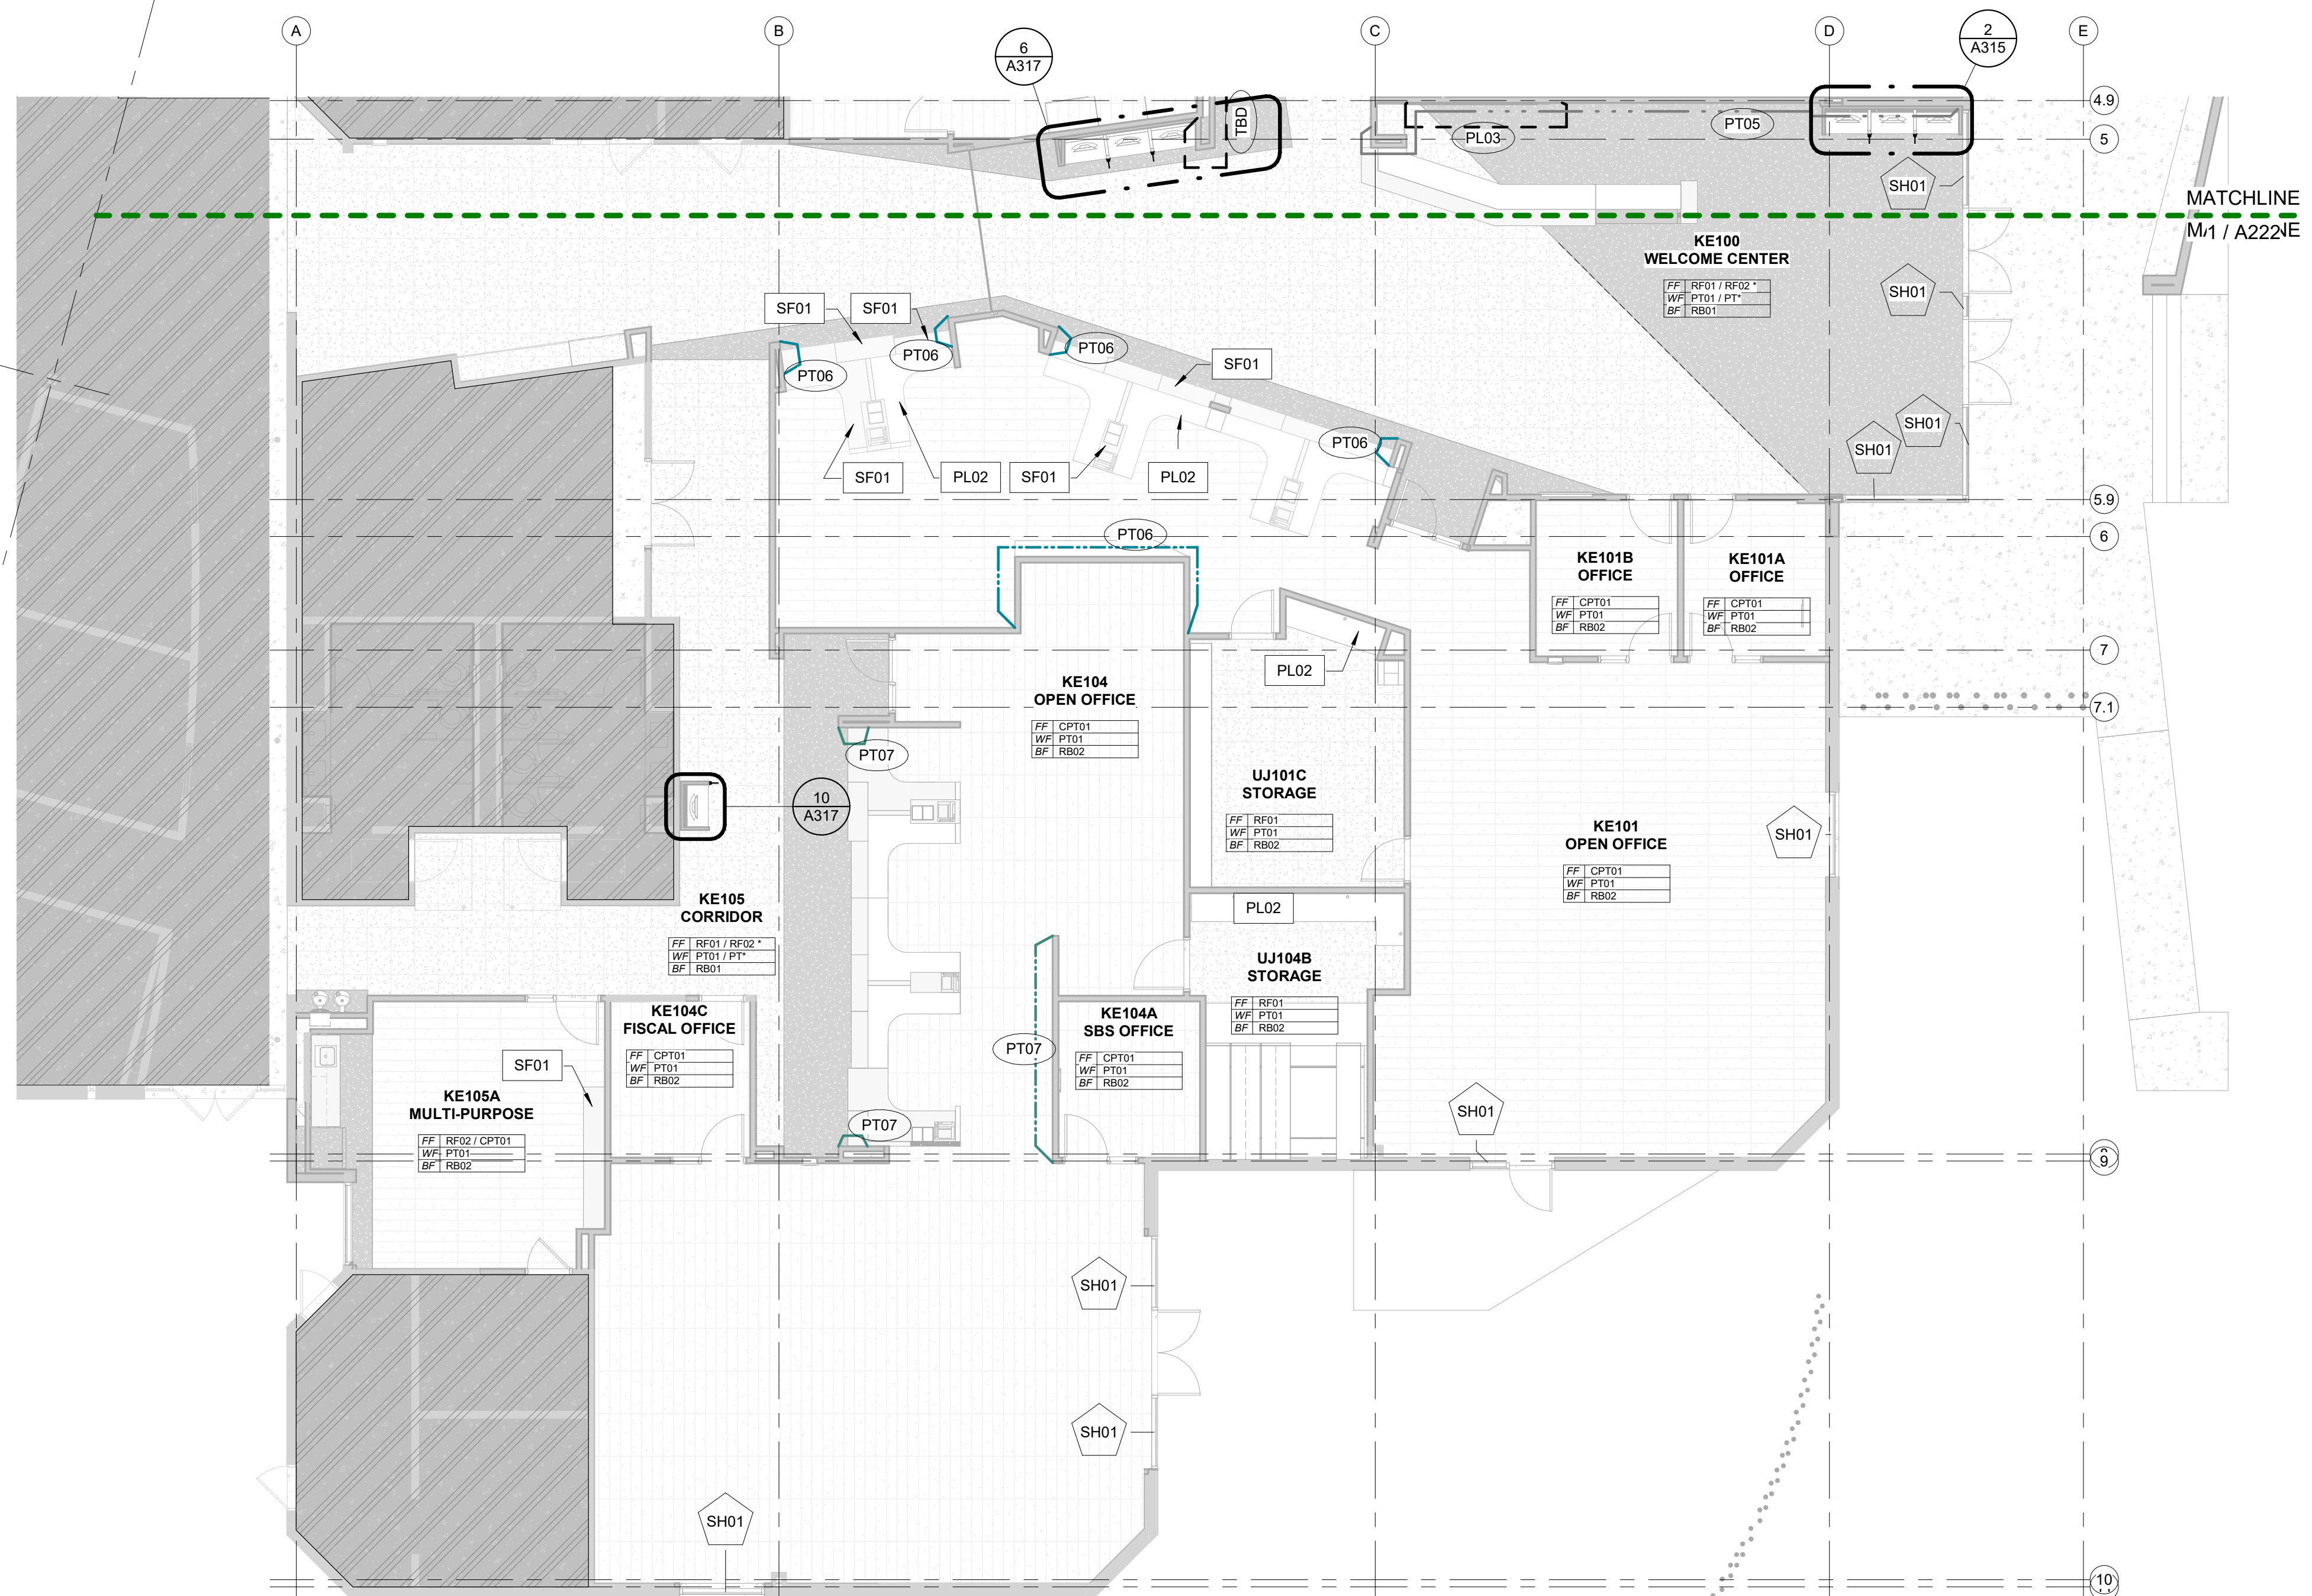 A
B
C
D
E
6
A317
2
A315
4.9
TBD
PL03
PT05
5
SH01
MATCHLINE
1 / A222
KE100
WELCOME CENTER
FF RF01 / RF02 *
WF PT01 / PT*
BF RB01
SH01
SF01
SF01
PT06
PT06
PT06
SF01
SH01
SH01
PT06
SF01
PL02
SF01
PL02
5.9
PT06
6
KE101B
OFFICE
FF CPT01
WF PT01
BF RB02
KE101A
OFFICE
FF CPT01
WF PT01
BF RB02
7
PL02
KE104
OPEN OFFICE
FF CPT01
WF PT01
BF RB02
7.1
PT07
UJ101C
STORAGE
FF RF01
WF PT01
BF RB02
10
A317
KE101
OPEN OFFICE
FF CPT01
WF PT01
BF RB02
SH01
KE105
CORRIDOR
FF RF01 / RF02 *
WF PT01 / PT*
BF RB01
PL02
UJ104B
STORAGE
FF RF01
WF PT01
BF RB02
KE104C
FISCAL OFFICE
FF CPT01
WF PT01
BF RB02
KE104A
SBS OFFICE
FF CPT01
WF PT01
BF RB02
PT07
SF01
KE105A
MULTI-PURPOSE
FF RF02 / CPT01
WF PT01
BF RB02
PT07
SH01
9
SH01
SH01
SH01
10